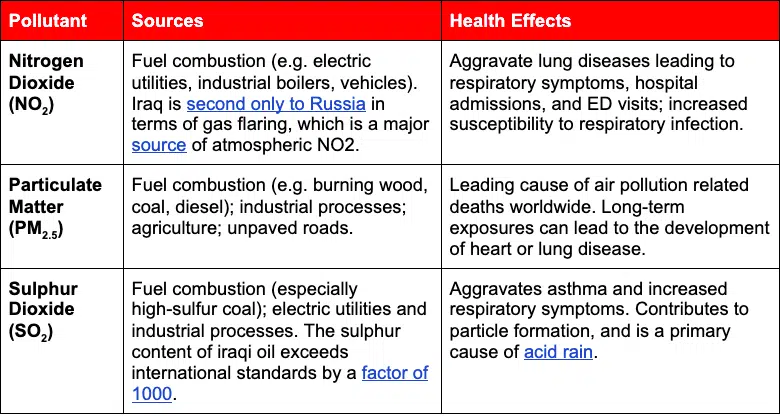 Pollutant
Sources
Health Effects
Nitrogen
Dioxide
(NO2)
Fuel combustion (e.g. electric
utilities, industrial boilers, vehicles).
Iraq is second only to Russia in
terms of gas flaring, which is a major
source of atmospheric NO2.
Aggravate lung diseases leading to
respiratory symptoms, hospital
admissions, and ED visits; increased
susceptibility to respiratory infection.
Particulate
Matter
(PM2.5)
Fuel combustion (e.g. burning wood,
coal, diesel); industrial processes;
agriculture; unpaved roads.
Leading cause of air pollution related
deaths worldwide. Long-term
exposures can lead to the development
of heart or lung disease.
Sulphur
Dioxide
(SO2)
Fuel combustion (especially
high-sulfur coal); electric utilities and
industrial processes. The sulphur
content of iraqi oil exceeds
international standards by a factor of
1000.
Aggravates asthma and increased
respiratory symptoms. Contributes to
particle formation, and is a primary
cause of acid rain.